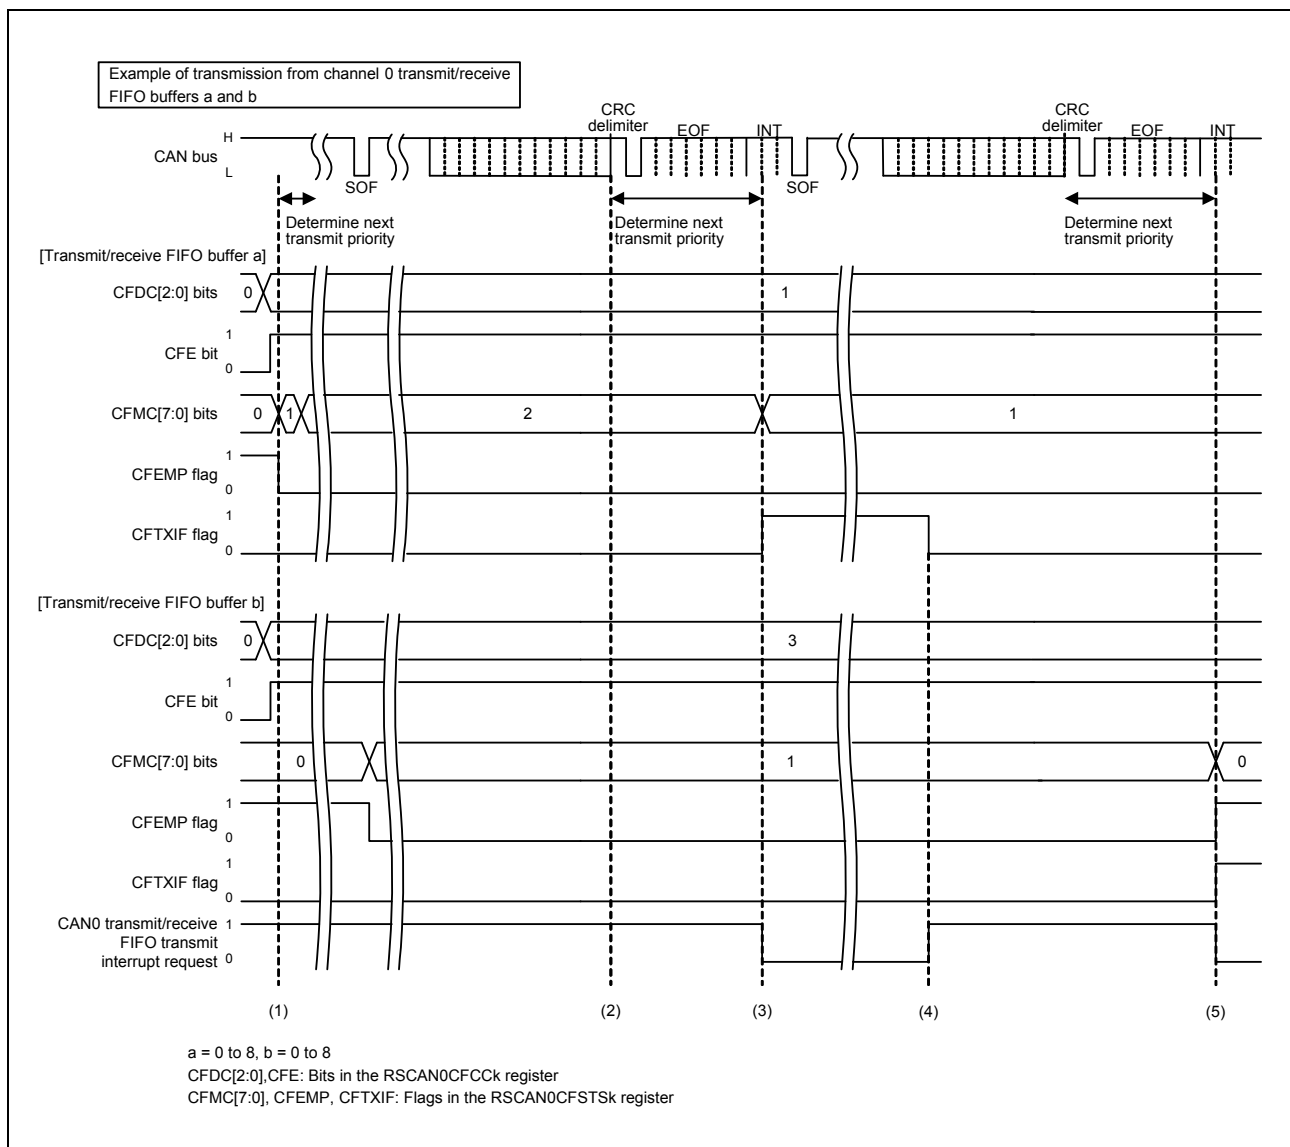 Example of transmission from channel 0 transmit/receive
FIFO buffers a and b
CRC
delimiter
EOF
INT
CRC
delimiter
EOF
INT
H
CAN bus
L
SOF
SOF
Determine next
transmit priority
Determine next
transmit priority
Determine next
transmit priority
[Transmit/receive FIFO buffer a]
CFDC[2:0] bits
0
1
1
CFE bit
0
CFMC[7:0] bits
0
1
2
1
1
CFEMP flag
0
1
CFTXIF flag
0
[Transmit/receive FIFO buffer b]
CFDC[2:0] bits
0
3
1
CFE bit
0
CFMC[7:0] bits
0
1
0
1
CFEMP flag
0
1
CFTXIF flag
0
CAN0 transmit/receive 1
FIFO transmit
interrupt request 0
(1)
(2)
(3)
(4)
(5)
a = 0 to 8, b = 0 to 8
CFDC[2:0],CFE: Bits in the RSCAN0CFCCk register
CFMC[7:0], CFEMP, CFTXIF: Flags in the RSCAN0CFSTSk register